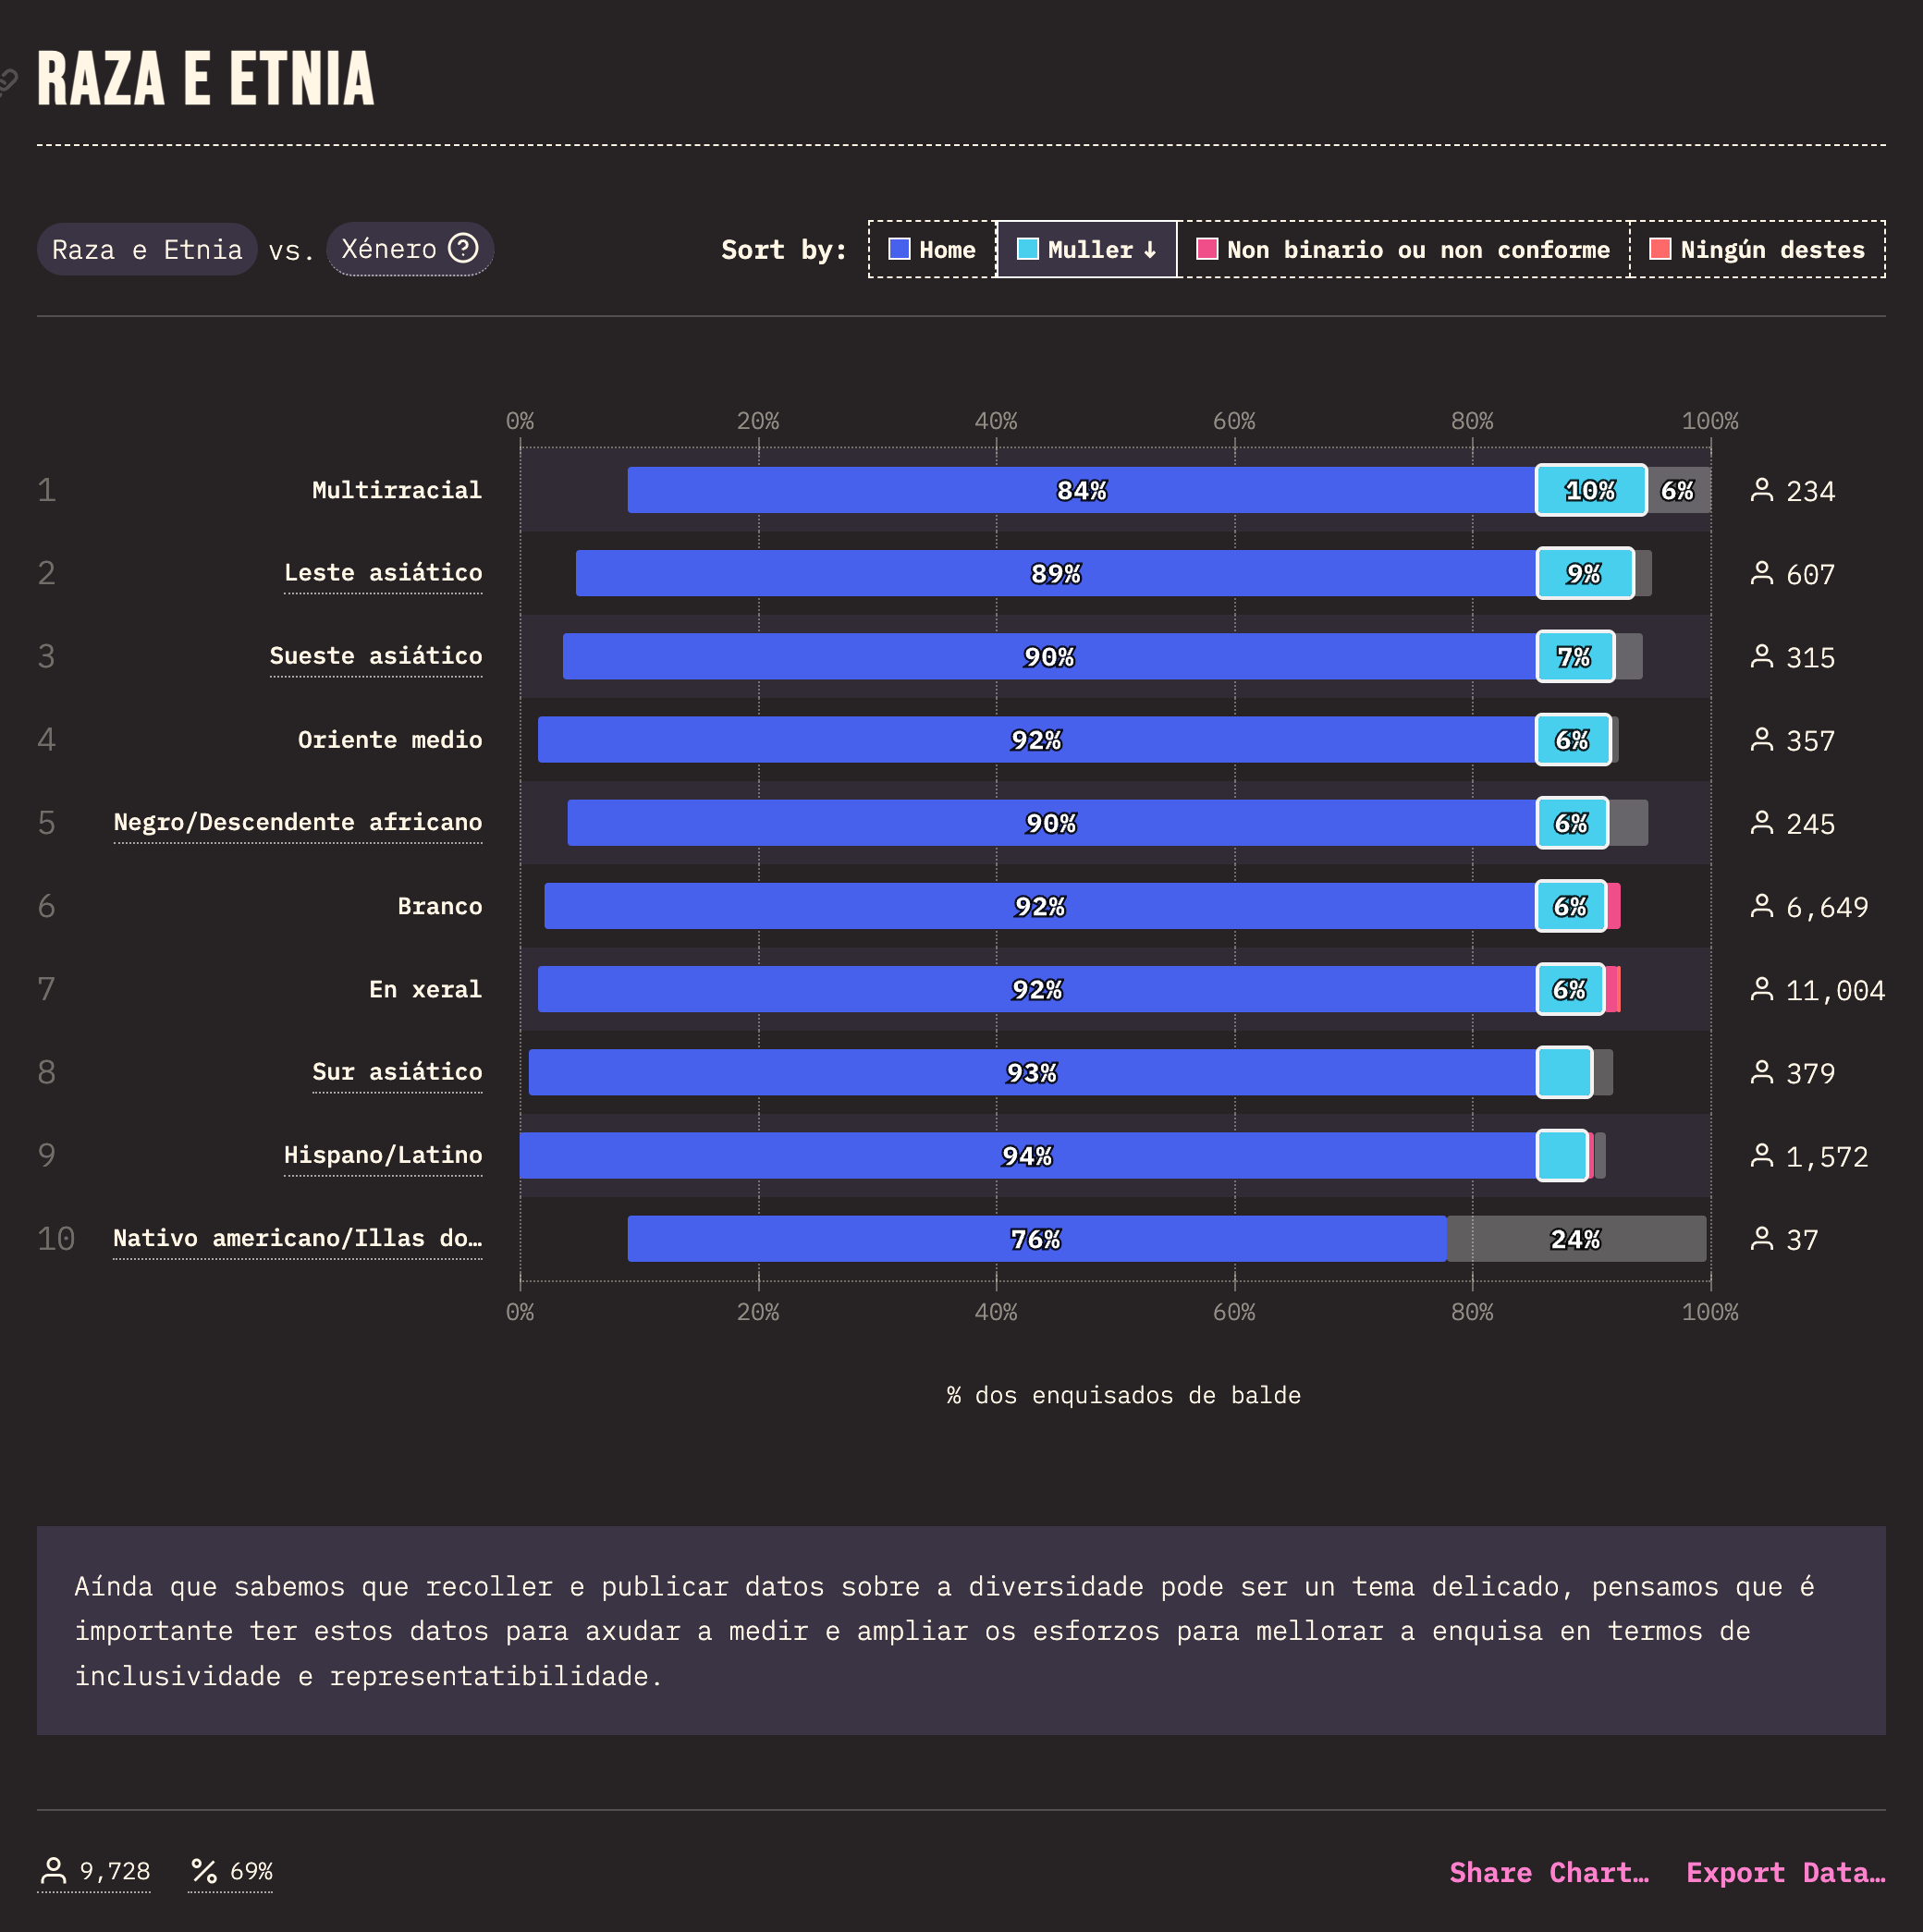 RAZA E ETNIA
Raza e Etnia vs. Xénero ?
Sort by: Home Muller ↓ Non binario ou non conforme Ningún destes
0% 20% 40% 60% 80% 100%
1 Multirracial 84% 10% 6% 234
2 Leste asiático 89% 9% 607
3 Sueste asiático 90% 7% 315
4 Oriente medio 92% 6% 357
5 Negro/Descendente africano 90% 6% 245
6 Branco 92% 6% 6,649
7 En xeral 92% 6% 11,004
8 Sur asiático 93% 379
9 Hispano/Latino 94% 1,572
10 Nativo americano/Illas do… 76% 24% 37
0% 20% 40% 60% 80% 100%
% dos enquisados de balde
Aínda que sabemos que recoller e publicar datos sobre a diversidade pode ser un tema delicado, pensamos que é
importante ter estos datos para axudar a medir e ampliar os esforzos para mellorar a enquisa en termos de
inclusividade e representatibilidade.
9,728 % 69% Share Chart… Export Data…